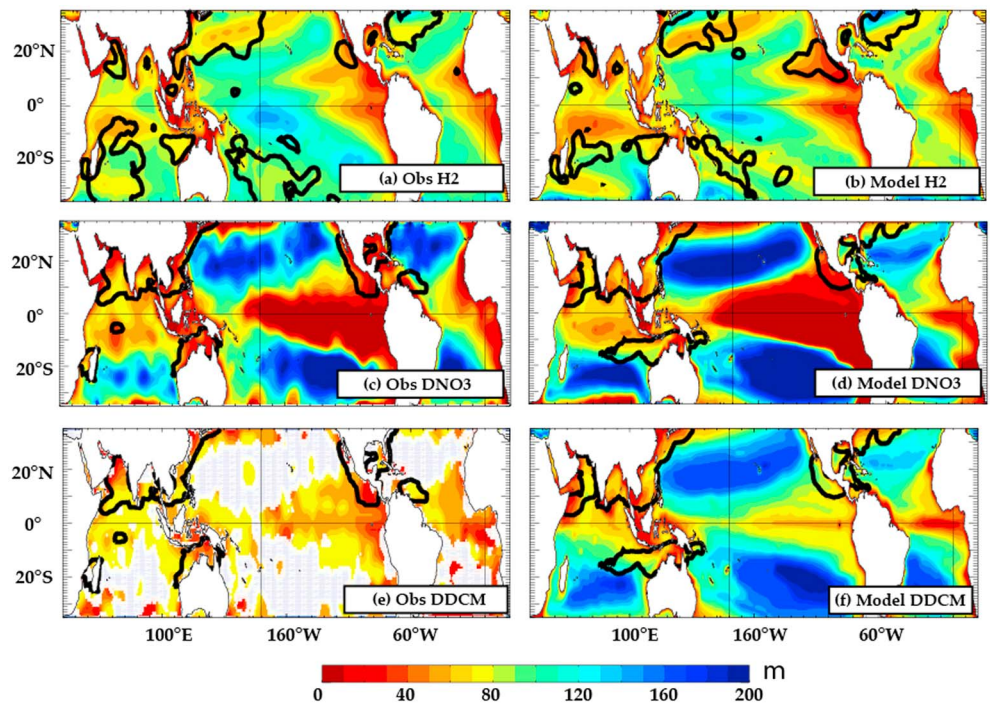 20°N
0°
20°S
(a) Obs H2
(b) Model H2
20°N
0°
20°S
(c) Obs DNO3
(d) Model DNO3
20°N
0°
20°S
(e) Obs DDCM
(f) Model DDCM
100°E 160°W 60°W 100°E 160°W 60°W
m
0 40 80 120 160 200